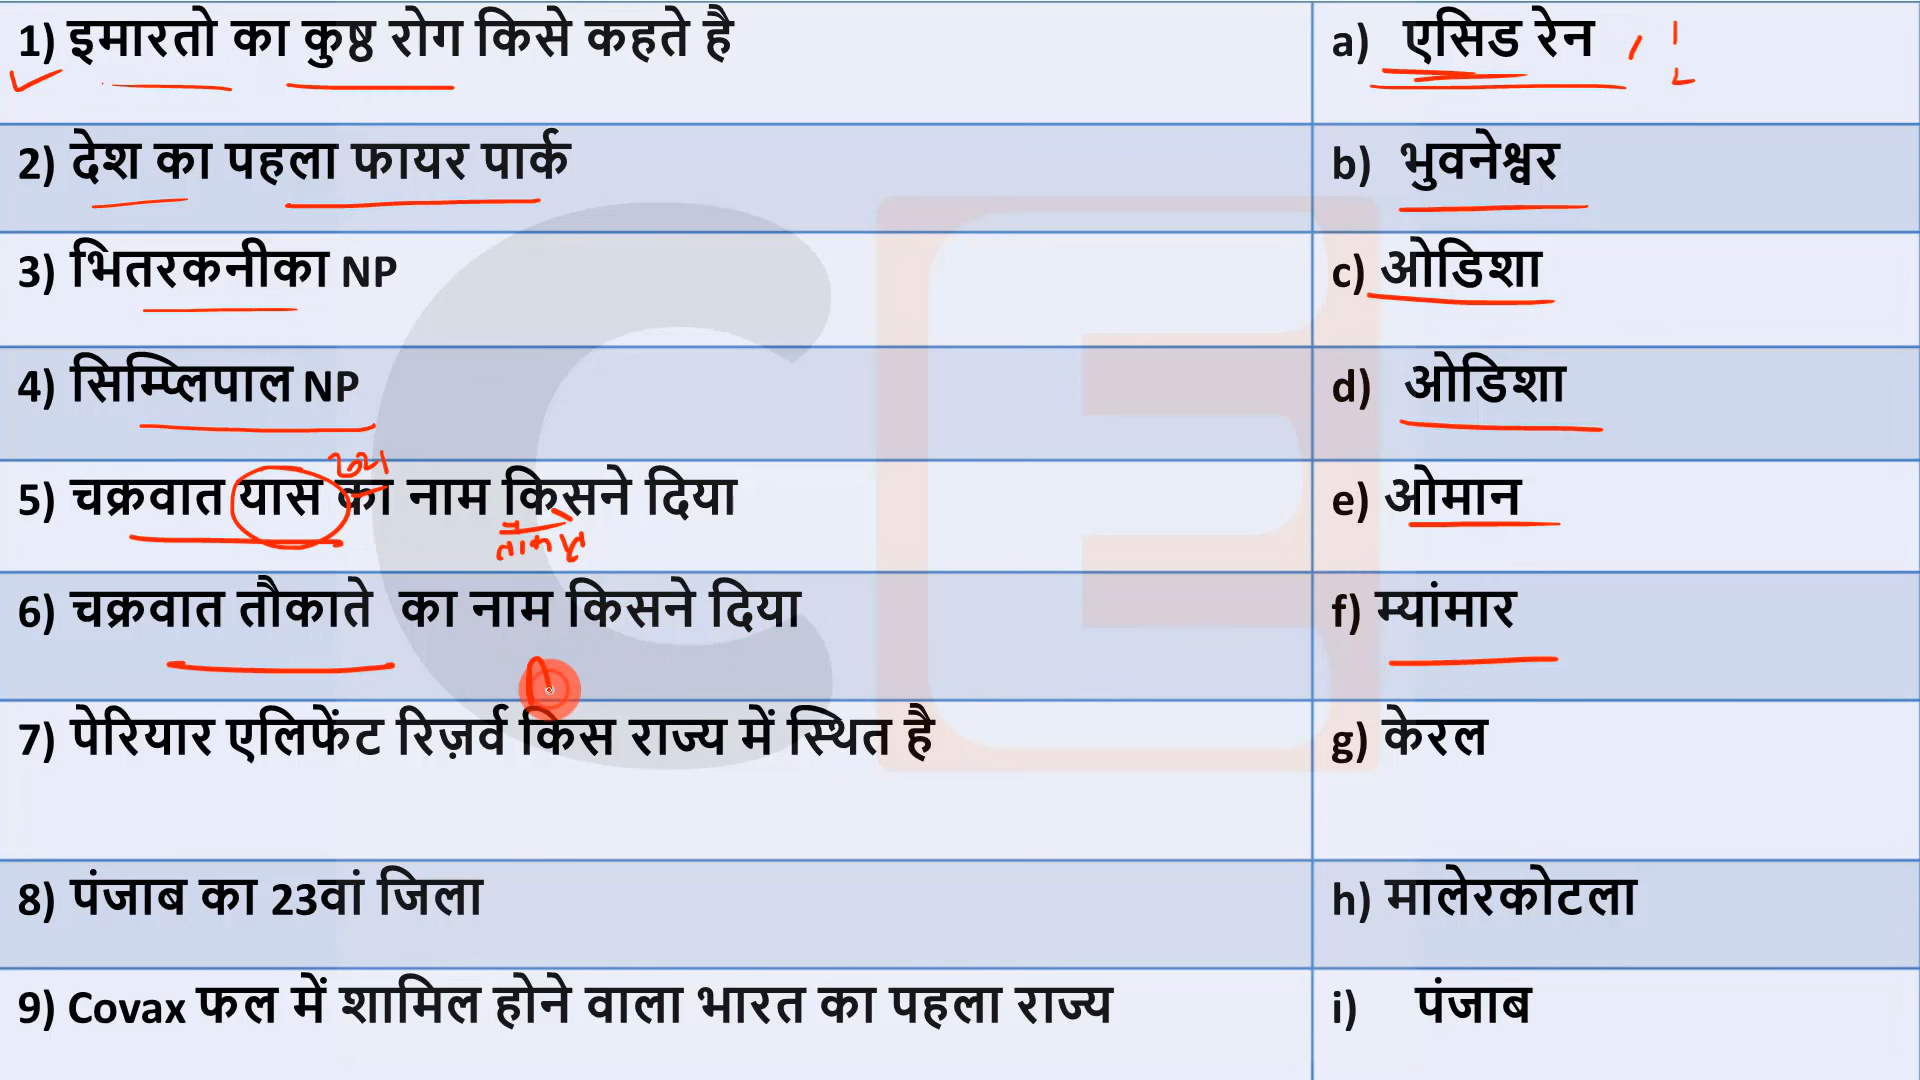 1) इमारतो का कुष्ठ रोग किसे कहते है
a) एसिड रेन
2) देश का पहला फायर पार्क
b) भुवनेश्वर
3) भितरकनीका NP
c) ओडिशा
4) सिम्प्लिपाल NP
d) ओडिशा
2021
5) चक्रवात यास का नाम किसने दिया
e) ओमान
6) चक्रवात तौकाते का नाम किसने दिया
f) म्यांमार
7) पेरियार एलिफेंट रिज़र्व किस राज्य में स्थित है
g) केरल
8) पंजाब का 23वां जिला
h) मालेरकोटला
9) Covax फल में शामिल होने वाला भारत का पहला राज्य
i) पंजाब